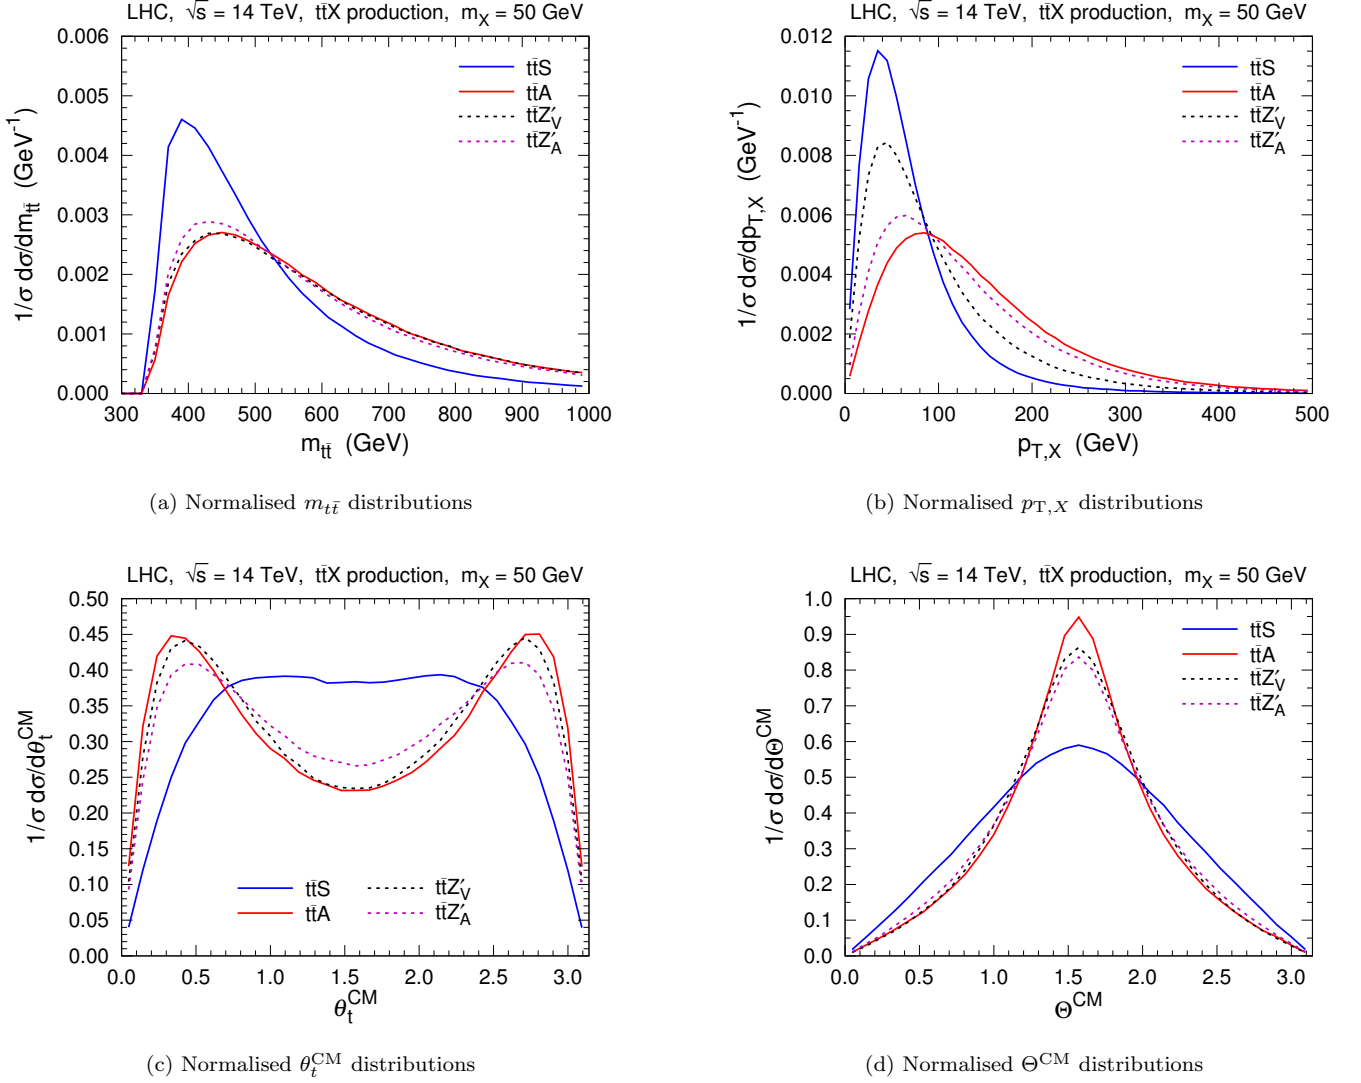 LHC, √s = 14 TeV, tt̄X production, m_X = 50 GeV
1/σ dσ/dm_tt̄ (GeV⁻¹)
0.006
0.005
0.004
0.003
0.002
0.001
0.000
tt̄S
tt̄A
tt̄Z′_V
tt̄Z′_A
300 400 500 600 700 800 900 1000
m_tt̄ (GeV)
(a) Normalised m_tt̄ distributions
LHC, √s = 14 TeV, tt̄X production, m_X = 50 GeV
1/σ dσ/dp_T,X (GeV⁻¹)
0.012
0.010
0.008
0.006
0.004
0.002
0.000
tt̄S
tt̄A
tt̄Z′_V
tt̄Z′_A
0 100 200 300 400 500
p_T,X (GeV)
(b) Normalised p_T,X distributions
LHC, √s = 14 TeV, tt̄X production, m_X = 50 GeV
1/σ dσ/dθ_t^CM
0.50
0.45
0.40
0.35
0.30
0.25
0.20
0.15
0.10
0.05
0.00
tt̄S tt̄Z′_V
tt̄A tt̄Z′_A
0.0 0.5 1.0 1.5 2.0 2.5 3.0
θ_t^CM
(c) Normalised θ_t^CM distributions
LHC, √s = 14 TeV, tt̄X production, m_X = 50 GeV
1/σ dσ/dΘ^CM
1.0
0.9
0.8
0.7
0.6
0.5
0.4
0.3
0.2
0.1
0.0
tt̄S
tt̄A
tt̄Z′_V
tt̄Z′_A
0.0 0.5 1.0 1.5 2.0 2.5 3.0
Θ^CM
(d) Normalised Θ^CM distributions